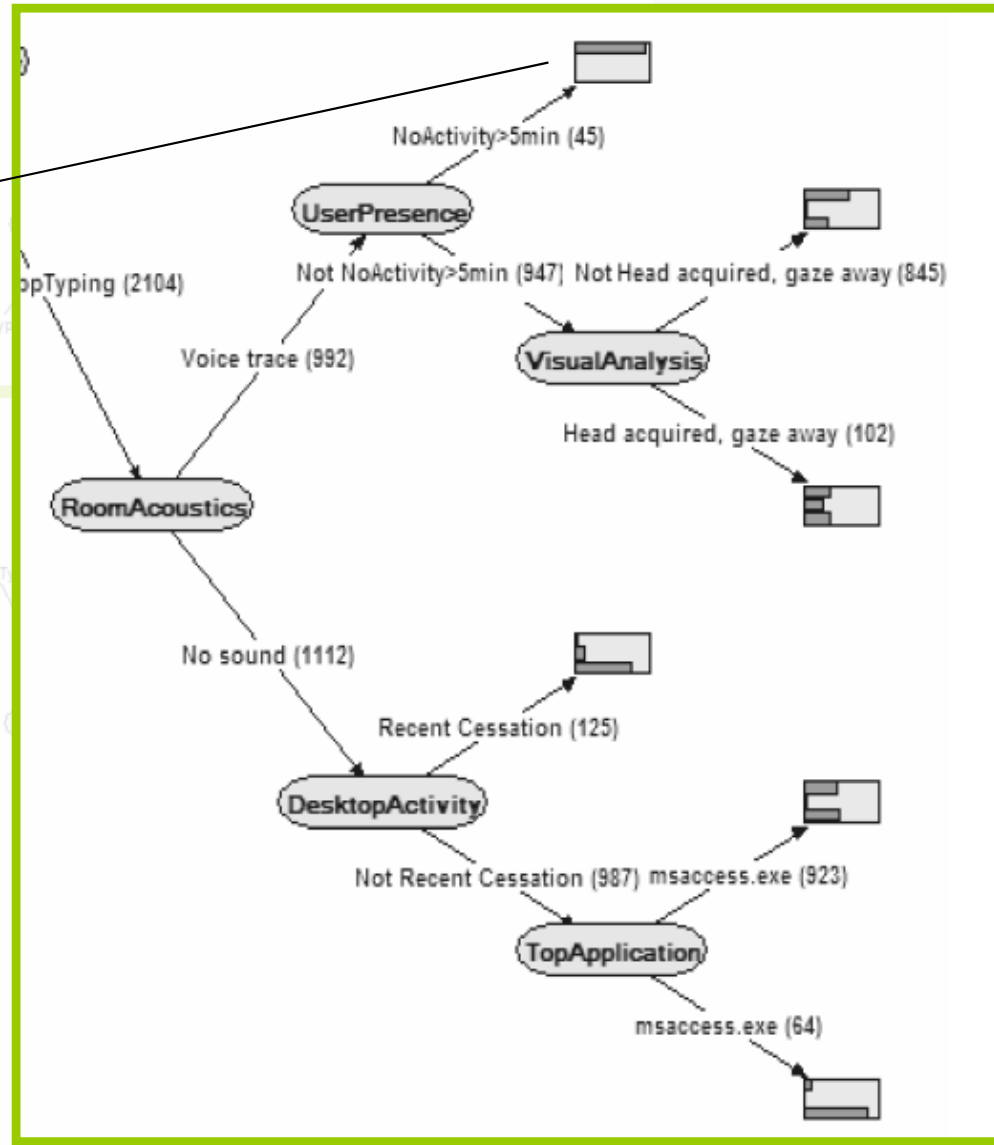 NoActivity>5min (45)
UserPresence
Not NoActivity>5min (947)
Not Head acquired, gaze away (845)
opTyping (2104)
Voice trace (992)
VisualAnalysis
Head acquired, gaze away (102)
RoomAcoustics
No sound (1112)
Recent Cessation (125)
DesktopActivity
Not Recent Cessation (987)
msaccess.exe (923)
TopApplication
msaccess.exe (64)